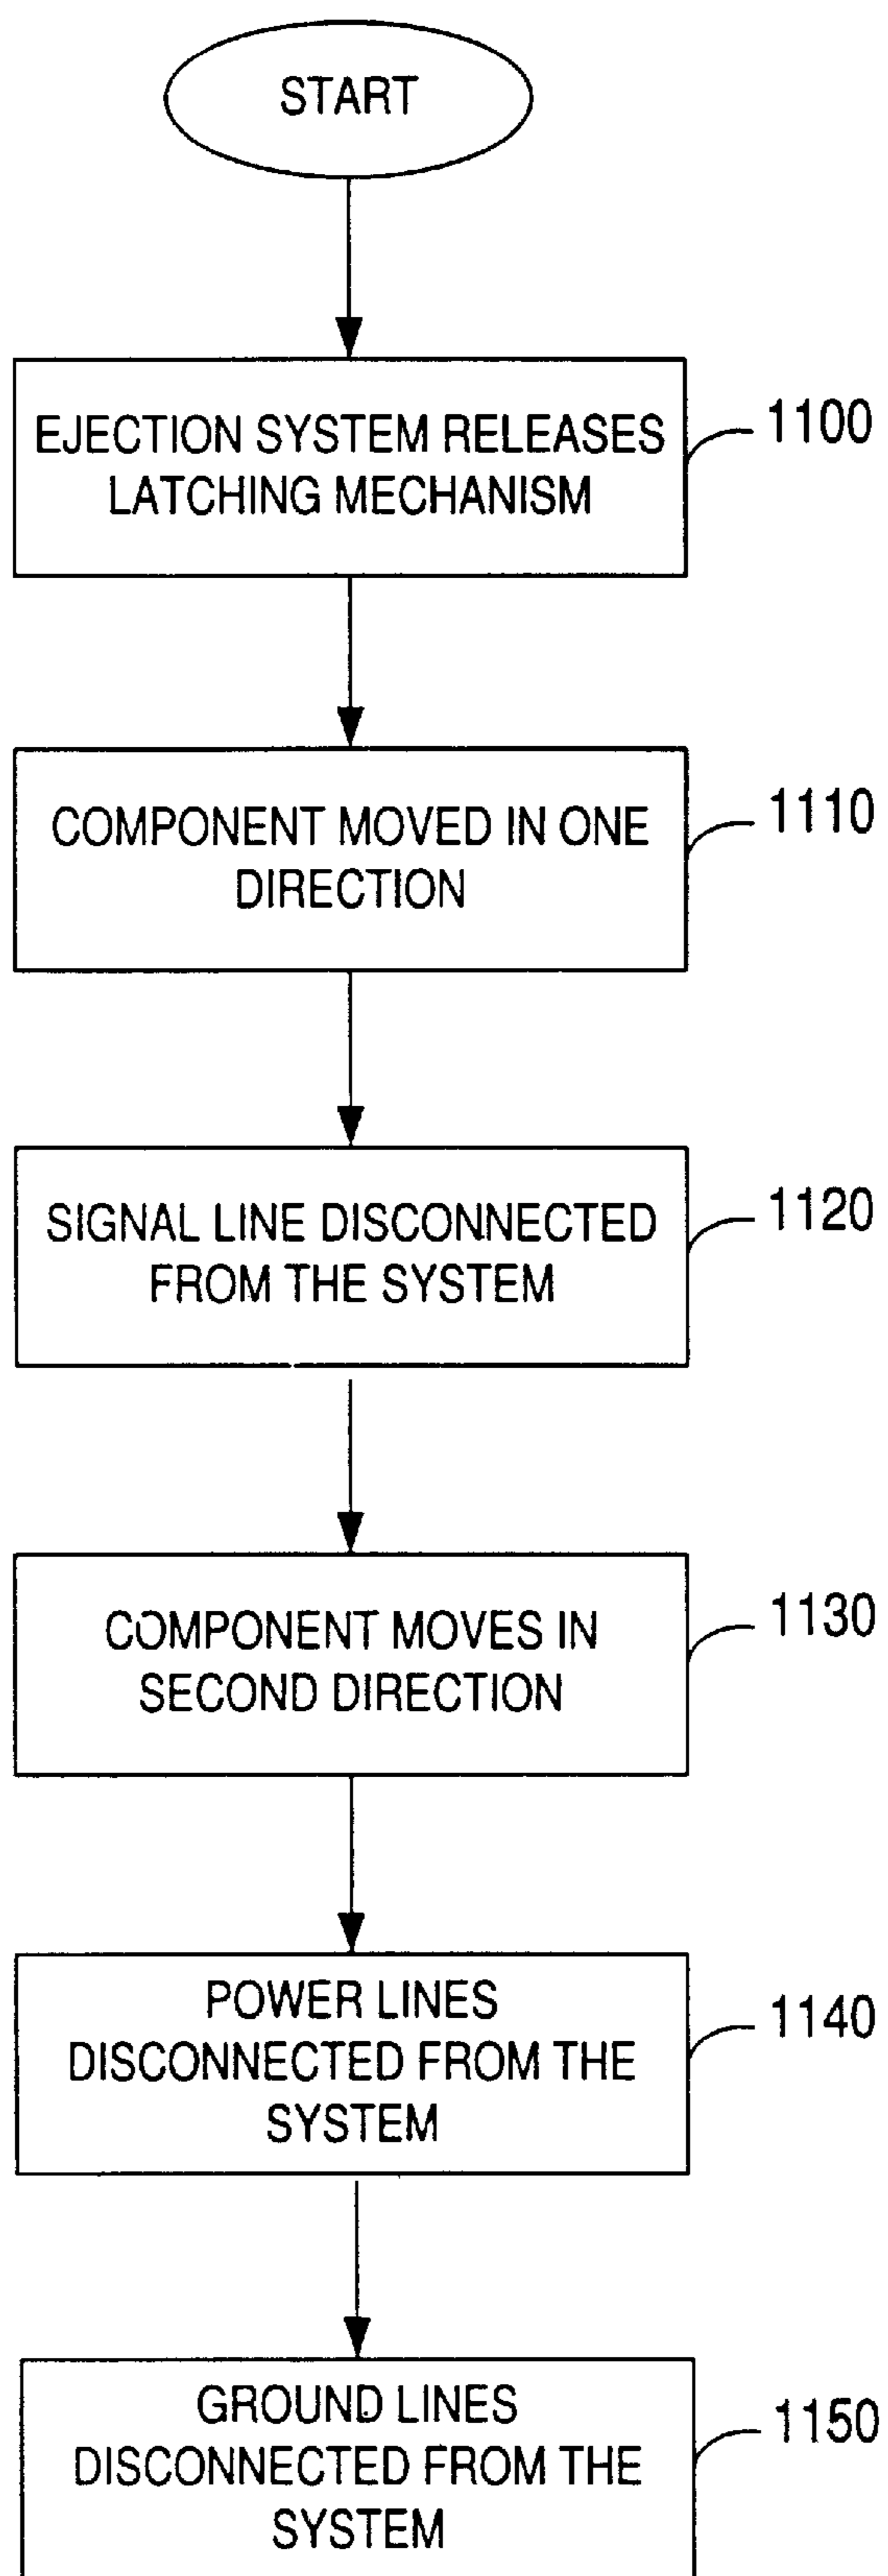 START
EJECTION SYSTEM RELEASES
LATCHING MECHANISM
1100
COMPONENT MOVED IN ONE
DIRECTION
1110
SIGNAL LINE DISCONNECTED
FROM THE SYSTEM
1120
COMPONENT MOVES IN
SECOND DIRECTION
1130
POWER LINES
DISCONNECTED FROM THE
SYSTEM
1140
GROUND LINES
DISCONNECTED FROM THE
SYSTEM
1150